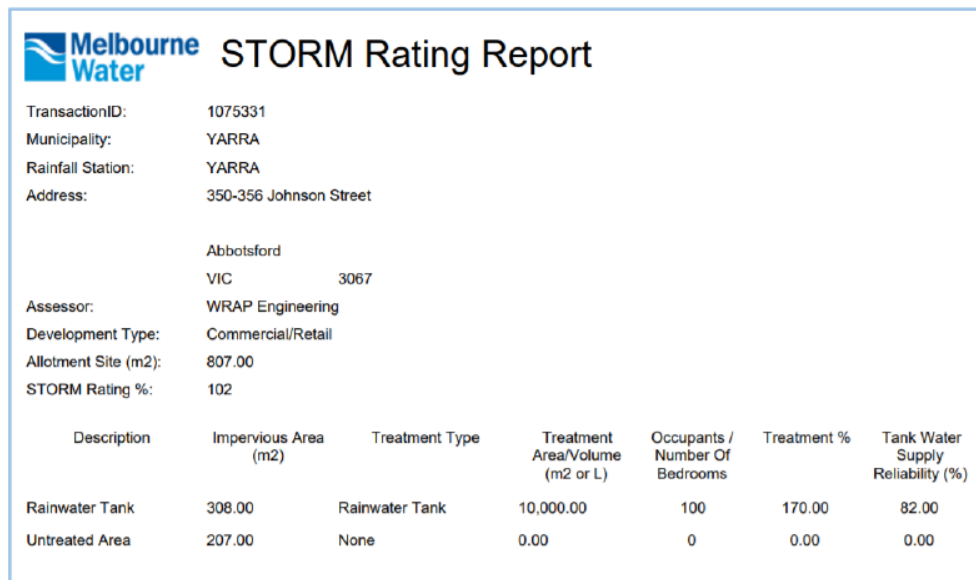 Melbourne Water STORM Rating Report
TransactionID: 1075331
Municipality: YARRA
Rainfall Station: YARRA
Address: 350-356 Johnson Street
Abbotsford
VIC 3067
Assessor: WRAP Engineering
Development Type: Commercial/Retail
Allotment Site (m2): 807.00
STORM Rating %: 102
Description Impervious Area (m2) Treatment Type Treatment Area/Volume (m2 or L) Occupants / Number Of Bedrooms Treatment % Tank Water Supply Reliability (%)
Rainwater Tank 308.00 Rainwater Tank 10,000.00 100 170.00 82.00
Untreated Area 207.00 None 0.00 0 0.00 0.00